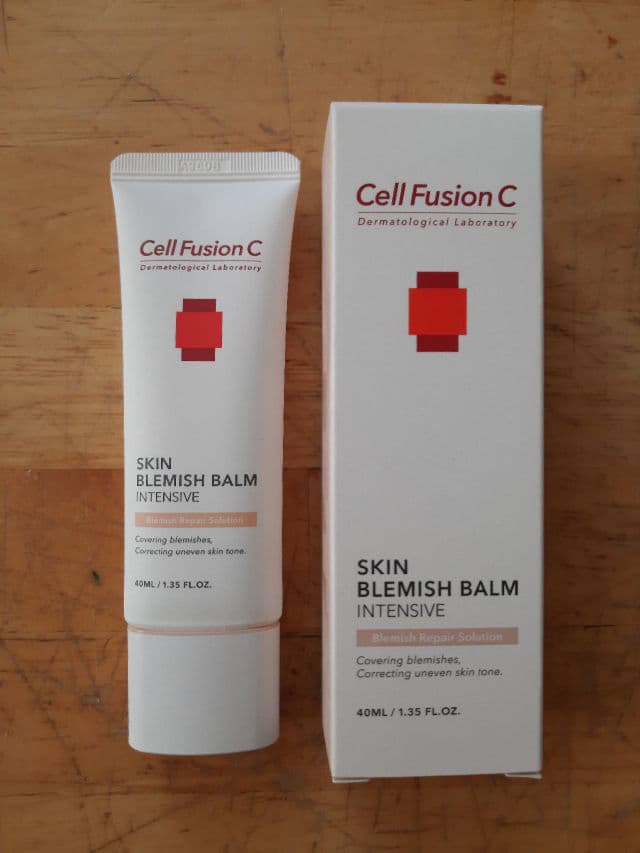 Cell Fusion C
Dermatological Laboratory
SKIN
BLEMISH BALM
INTENSIVE
Blemish Repair Solution
Covering blemishes,
Correcting uneven skin tone.
40ML / 1.35 FL.OZ.
Cell Fusion C
Dermatological Laboratory
SKIN
BLEMISH BALM
INTENSIVE
Blemish Repair Solution
Covering blemishes,
Correcting uneven skin tone.
40ML / 1.35 FL.OZ.